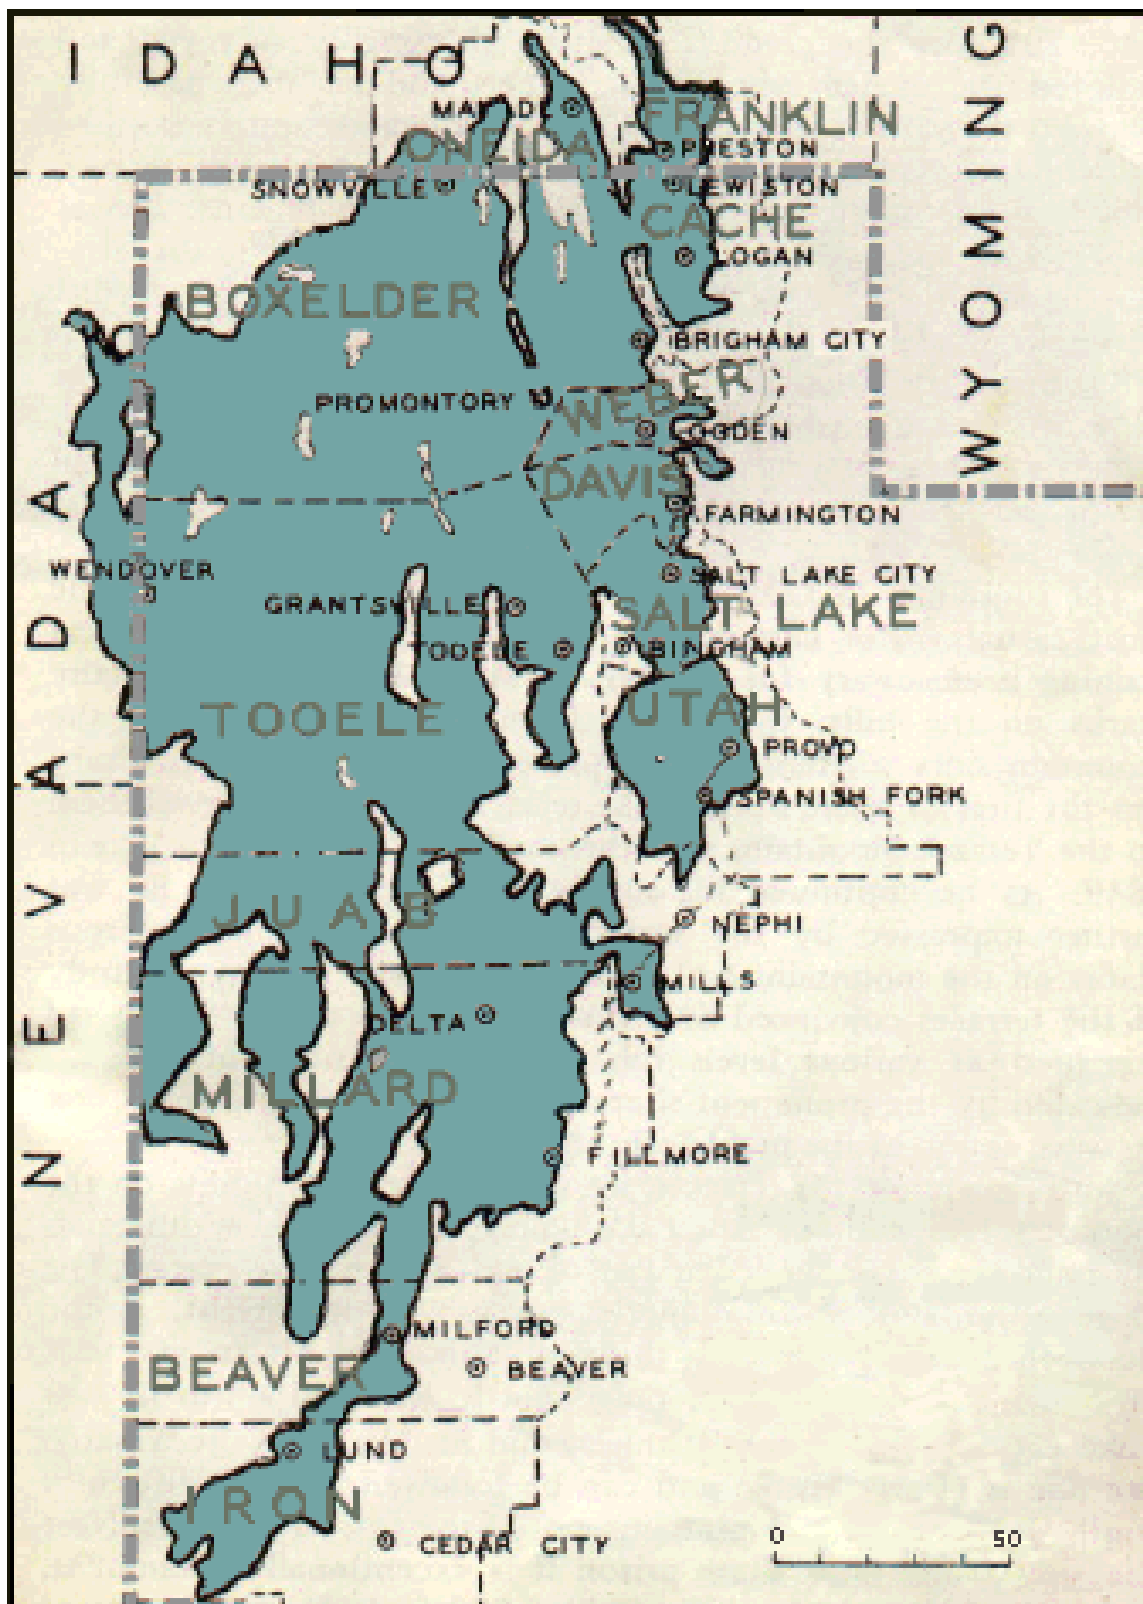 IDAHO
WYOMING
NEVADA
MALADE
FRANKLIN
ONEIDA
PRESTON
SNOWVILLE
LEWISTON
CACHE
LOGAN
BOXELDER
BRIGHAM CITY
PROMONTORY
WEBER
OGDEN
DAVIS
FARMINGTON
WENDOVER
SALT LAKE CITY
GRANTSVILLE
SALT LAKE
TOOELE
BINGHAM
UTAH
TOOELE
PROVO
SPANISH FORK
JUAB
NEPHI
MILLS
DELTA
MILLARD
FILLMORE
MILFORD
BEAVER
BEAVER
LUND
IRON
CEDAR CITY
0 50